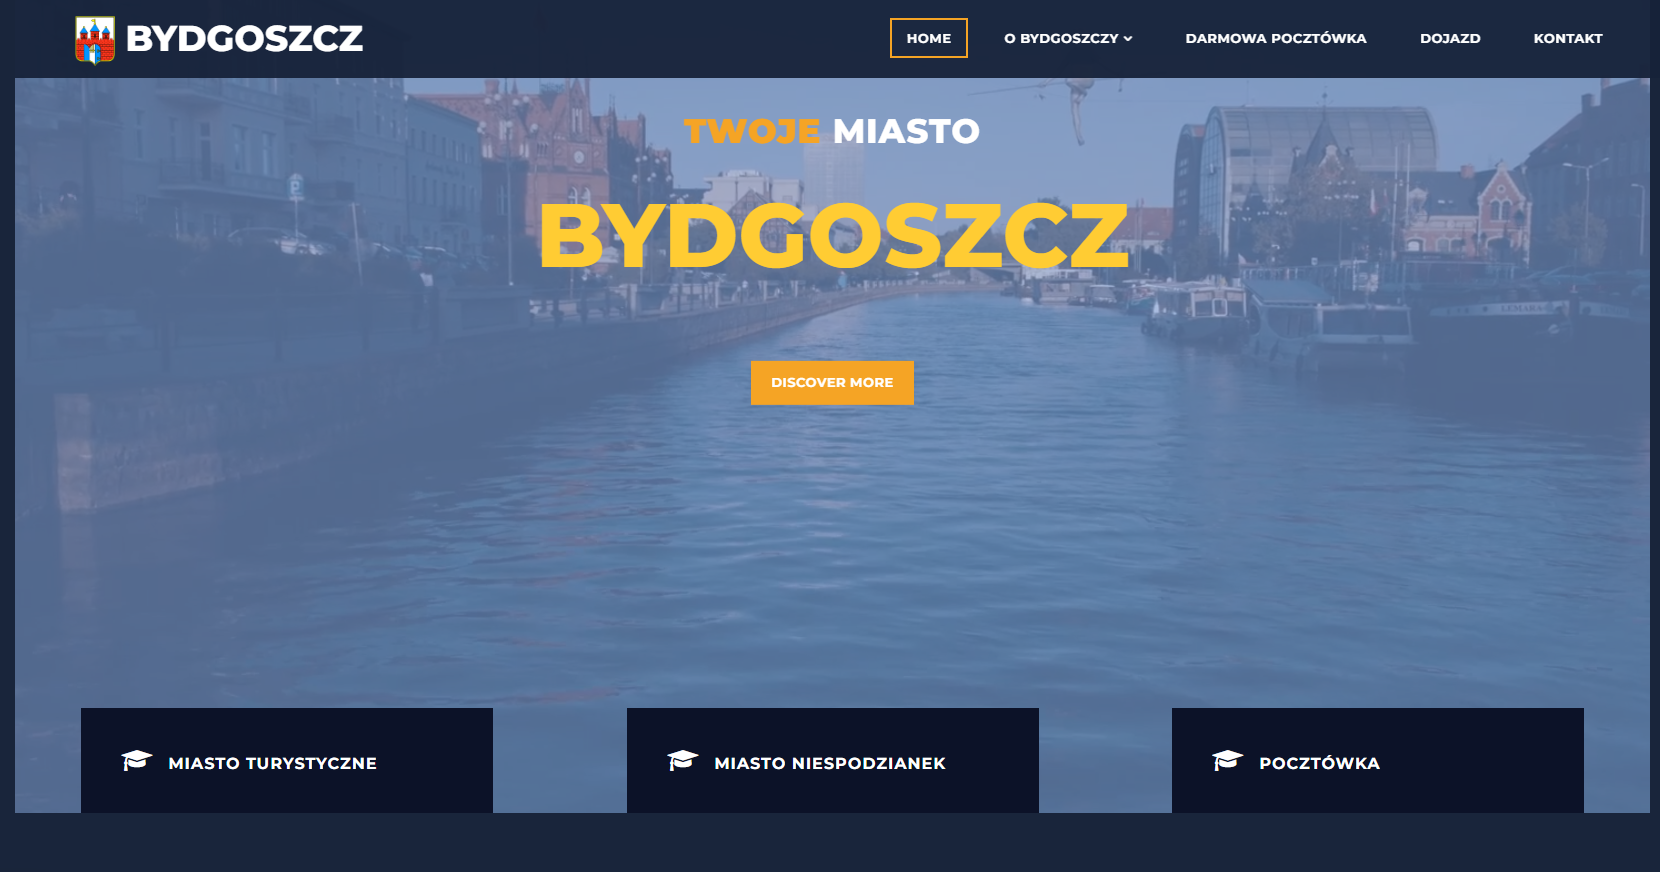 BYDGOSZCZ
HOME O BYDGOSZCZY DARMOWA POCZTÓWKA DOJAZD KONTAKT
TWOJE MIASTO
BYDGOSZCZ
DISCOVER MORE
MIASTO TURYSTYCZNE
MIASTO NIESPODZIANEK
POCZTÓWKA